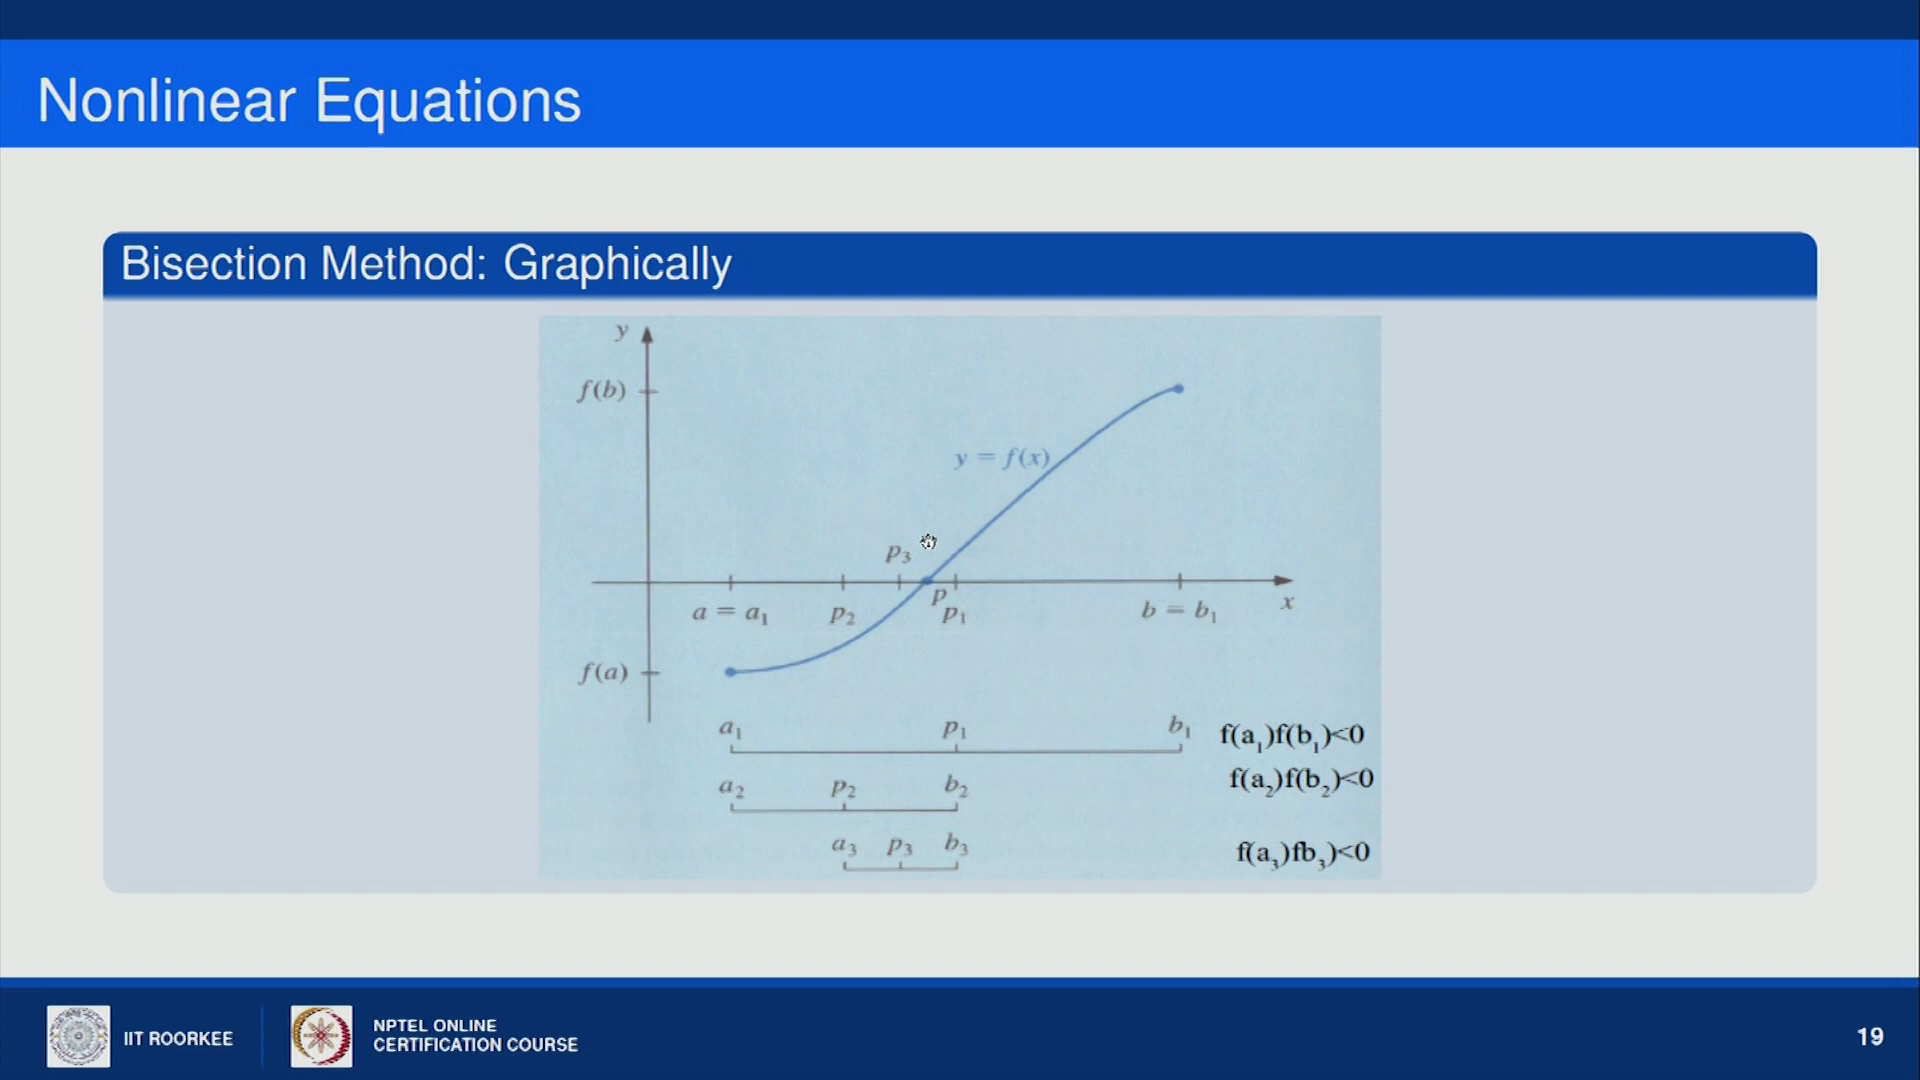 Nonlinear Equations
Bisection Method: Graphically
y
f(b)
y = f(x)
p₃
a = a₁
p₂
p
p₁
b = b₁
x
f(a)
a₁ p₁ b₁ f(a₁)f(b₁)<0
a₂ p₂ b₂ f(a₂)f(b₂)<0
a₃ p₃ b₃ f(a₃)fb₃)<0
IIT ROORKEE
NPTEL ONLINE
CERTIFICATION COURSE
19